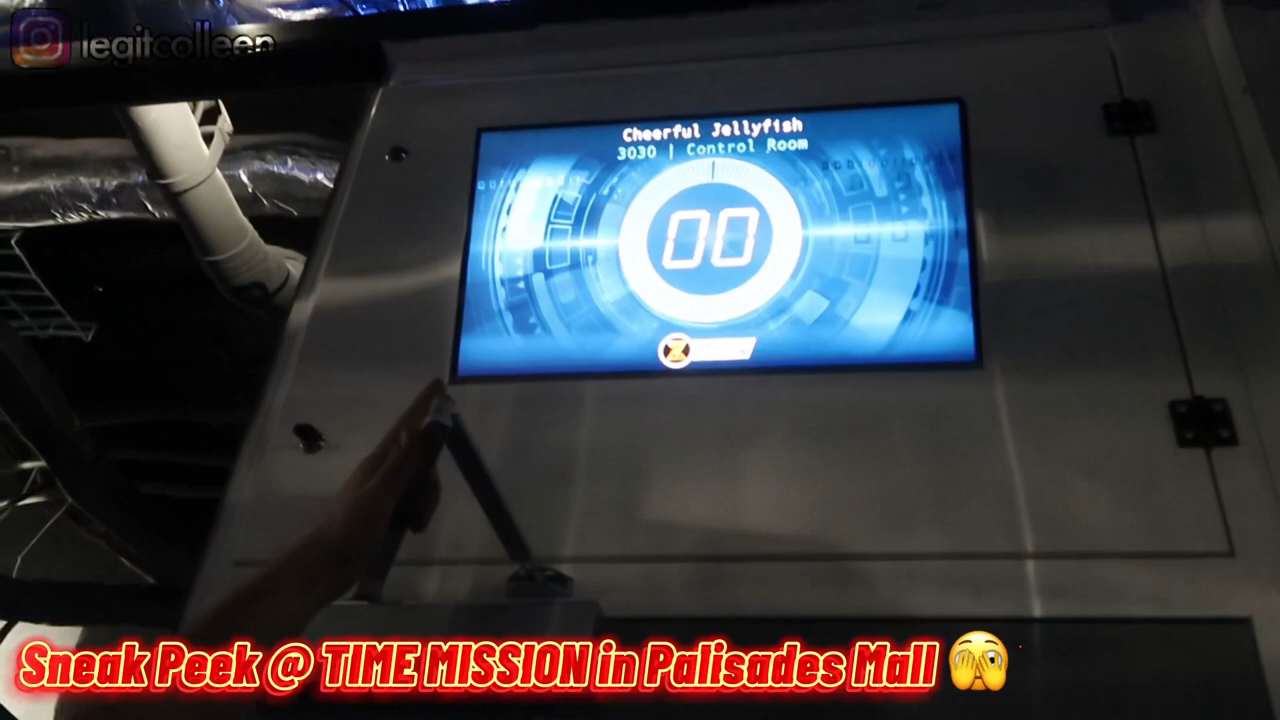 legitcolleen
Cheerful Jellyfish
3030 | Control Room
00
Sneak Peek @ TIME MISSION in Palisades Mall